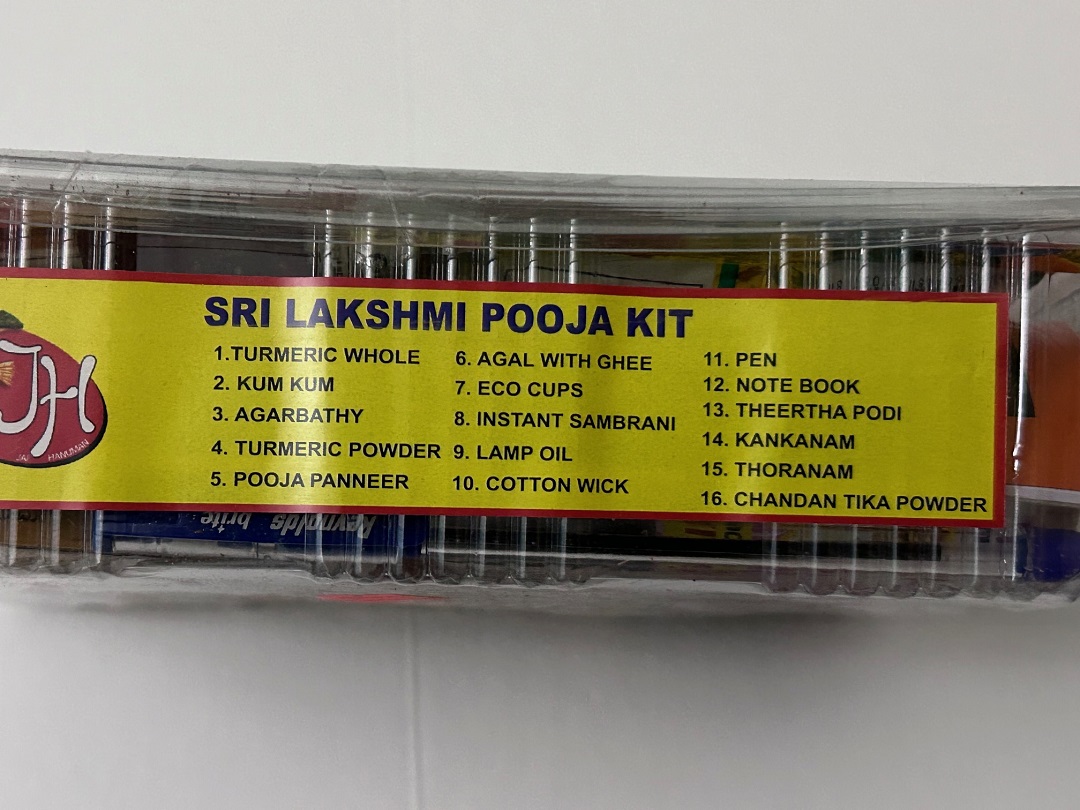 SRI LAKSHMI POOJA KIT
1.TURMERIC WHOLE
2. KUM KUM
3. AGARBATHY
4. TURMERIC POWDER
5. POOJA PANNEER
6. AGAL WITH GHEE
7. ECO CUPS
8. INSTANT SAMBRANI
9. LAMP OIL
10. COTTON WICK
11. PEN
12. NOTE BOOK
13. THEERTHA PODI
14. KANKANAM
15. THORANAM
16. CHANDAN TIKA POWDER
JH
JAI HANUMAN
Reynolds brite